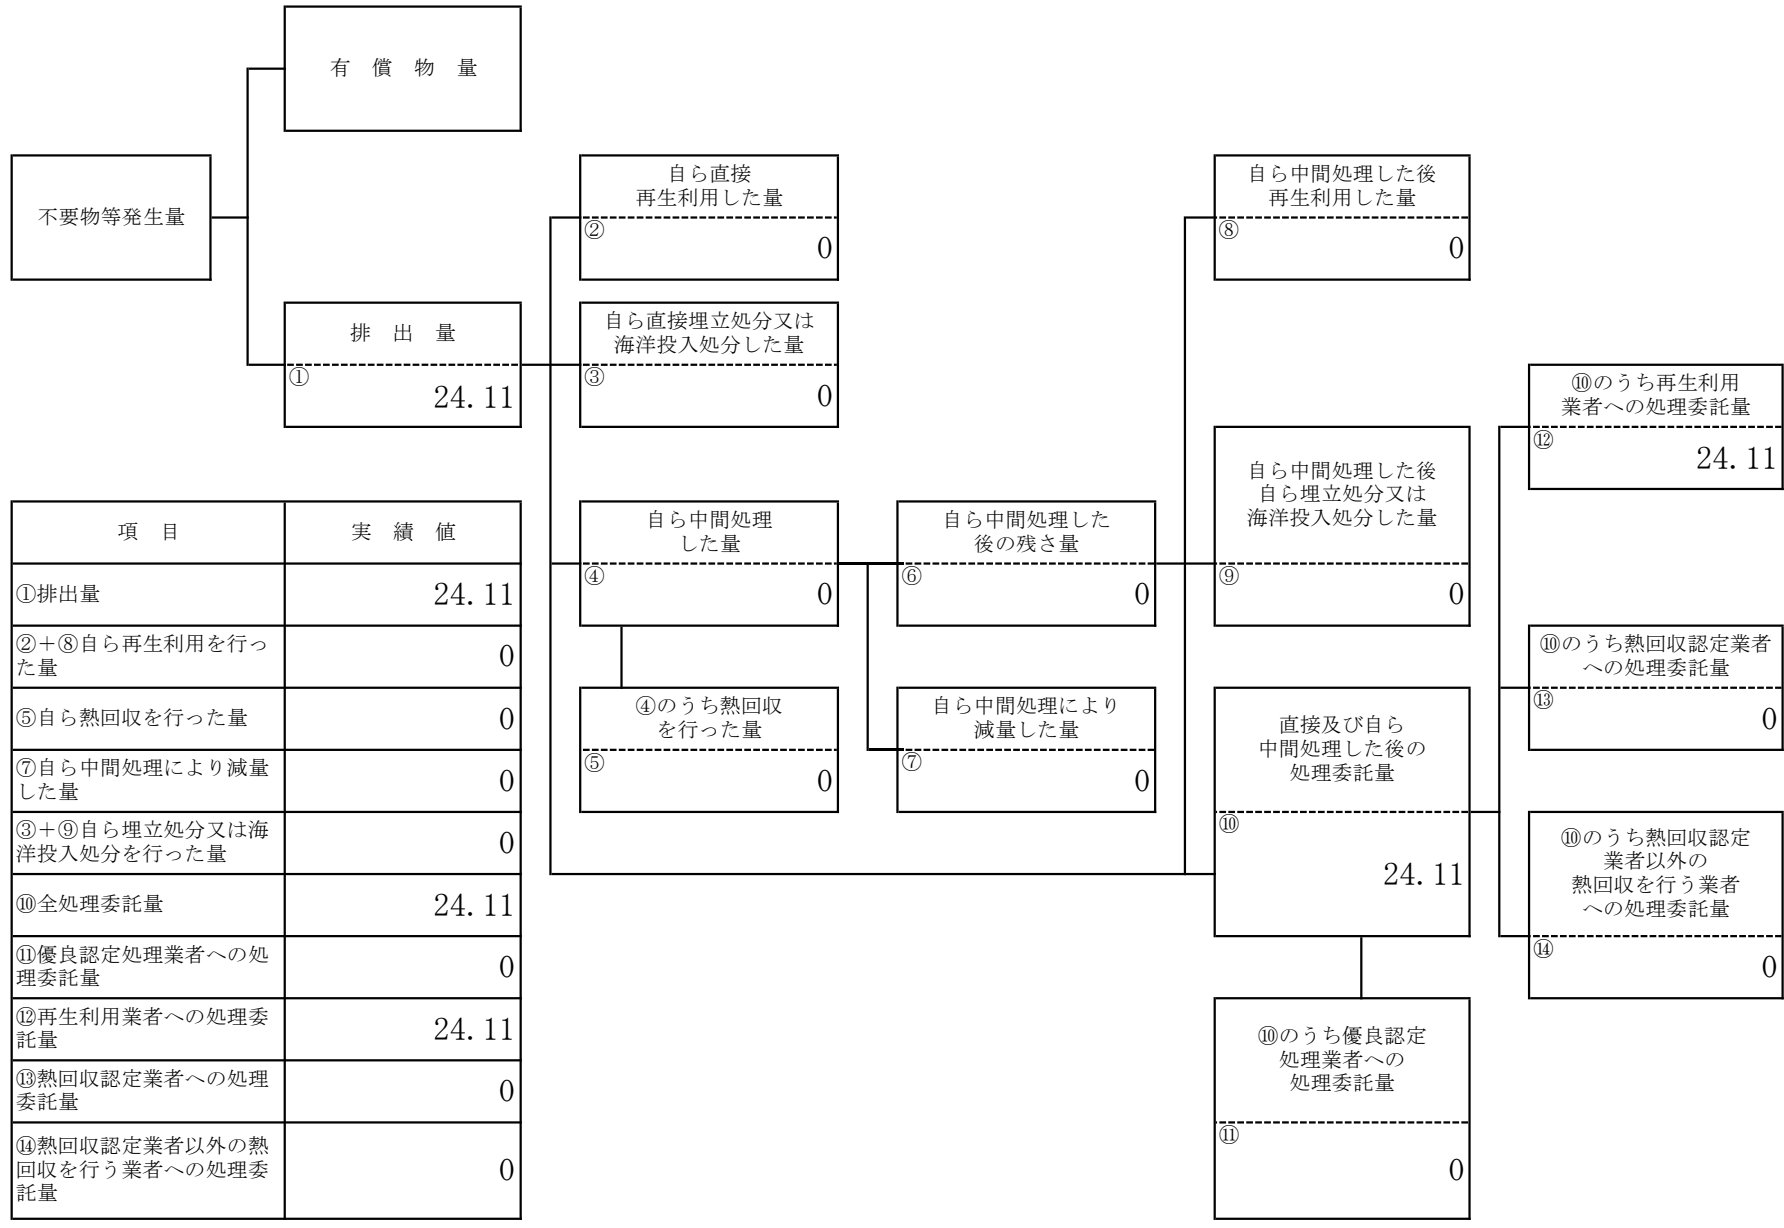 有 償 物 量
不要物等発生量
排 出 量
①
24.11
自ら直接
再生利用した量
②
0
自ら直接埋立処分又は
海洋投入処分した量
③
0
自ら中間処理
した量
④
0
④のうち熱回収
を行った量
⑤
0
自ら中間処理した
後の残さ量
⑥
0
自ら中間処理により
減量した量
⑦
0
自ら中間処理した後
再生利用した量
⑧
0
自ら中間処理した後
自ら埋立処分又は
海洋投入処分した量
⑨
0
直接及び自ら
中間処理した後の
処理委託量
⑩
24.11
⑩のうち優良認定
処理業者への
処理委託量
⑪
0
⑩のうち再生利用
業者への処理委託量
⑫
24.11
⑩のうち熱回収認定業者
への処理委託量
⑬
0
⑩のうち熱回収認定
業者以外の
熱回収を行う業者
への処理委託量
⑭
0
項 目
実 績 値
①排出量
24.11
②+⑧自ら再生利用を行っ
た量
0
⑤自ら熱回収を行った量
0
⑦自ら中間処理により減量
した量
0
③+⑨自ら埋立処分又は海
洋投入処分を行った量
0
⑩全処理委託量
24.11
⑪優良認定処理業者への処
理委託量
0
⑫再生利用業者への処理委
託量
24.11
⑬熱回収認定業者への処理
委託量
0
⑭熱回収認定業者以外の熱
回収を行う業者への処理委
託量
0